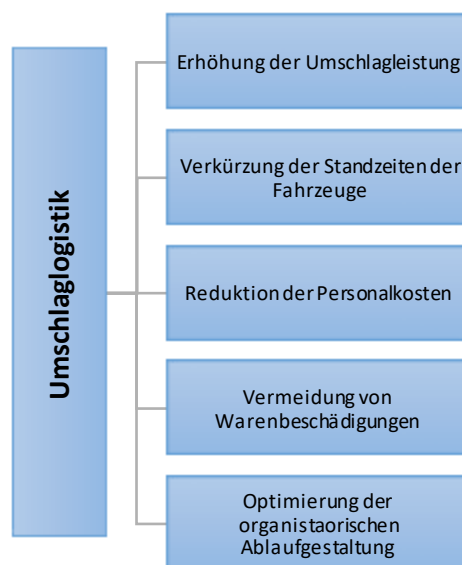 Umschlaglogistik
Erhöhung der Umschlagleistung
Verkürzung der Standzeiten der
Fahrzeuge
Reduktion der Personalkosten
Vermeidung von
Warenbeschädigungen
Optimierung der
organistaorischen
Ablaufgestaltung